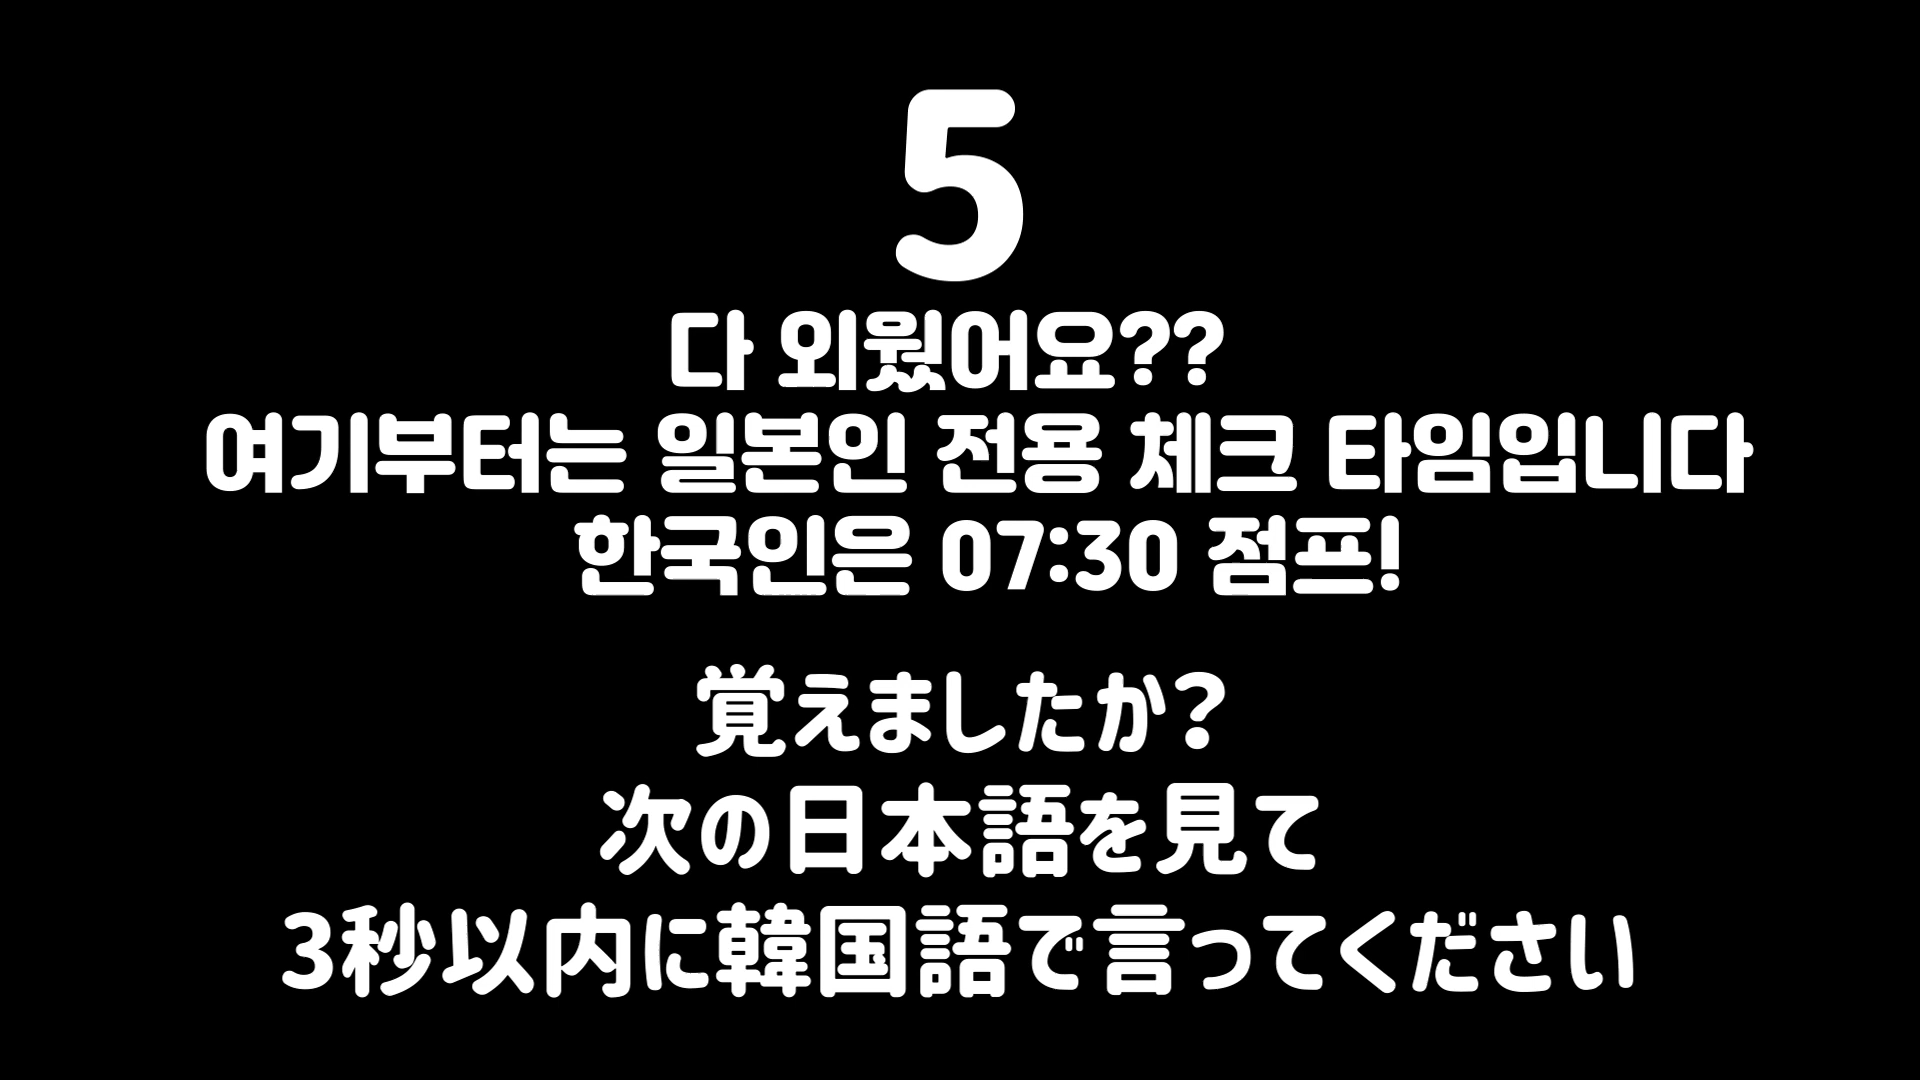 5
다 외웠어요??
여기부터는 일본인 전용 체크 타임입니다
한국인은 07:30 점프!
覚えましたか?
次の日本語を見て
3秒以内に韓国語で言ってください